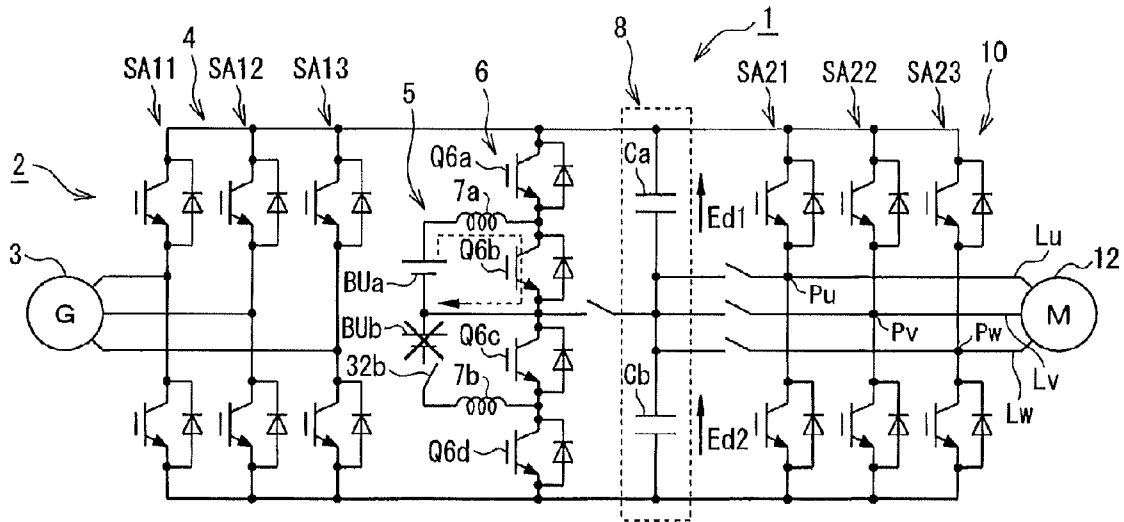 1
8
4
SA11
SA12
SA13
5
6
SA21
SA22
SA23
10
2
Q6a
Ca
7a
Ed1
3
Q6b
Lu
12
BUa
Pu
G
M
BUb
Pv
Pw
Q6c
32b
7b
Cb
Lv
Lw
Q6d
Ed2